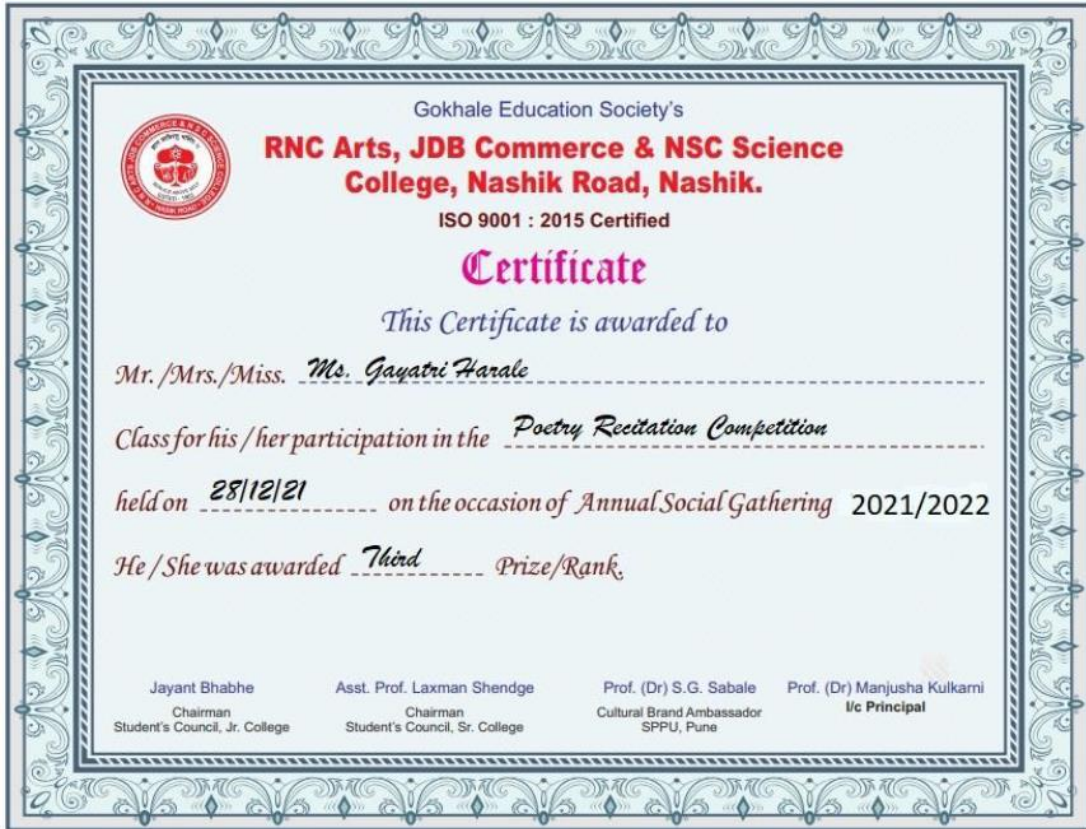 Gokhale Education Society's
RNC Arts, JDB Commerce & NSC Science
College, Nashik Road, Nashik.
ISO 9001 : 2015 Certified
Certificate
This Certificate is awarded to
Mr./Mrs./Miss. Ms. Gayatri Harale
Class for his / her participation in the Poetry Recitation Competition
held on 28/12/21 on the occasion of Annual Social Gathering 2021/2022
He / She was awarded Third Prize/Rank.
Jayant Bhabhe
Chairman
Student's Council, Jr. College
Asst. Prof. Laxman Shendge
Chairman
Student's Council, Sr. College
Prof. (Dr) S.G. Sabale
Cultural Brand Ambassador
SPPU, Pune
Prof. (Dr) Manjusha Kulkarni
I/c Principal